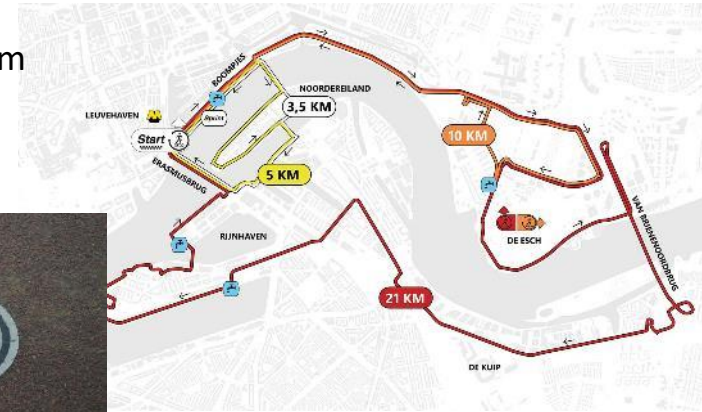 m
BOOMPJES
NOORDEREILAND
3,5 KM
LEUVEHAVEN
Sprint
Start
10 KM
ERASMUSBRUG
5 KM
VAN BRIENENOORDBRUG
RIJNHAVEN
DE ESCH
21 KM
DE KUIP